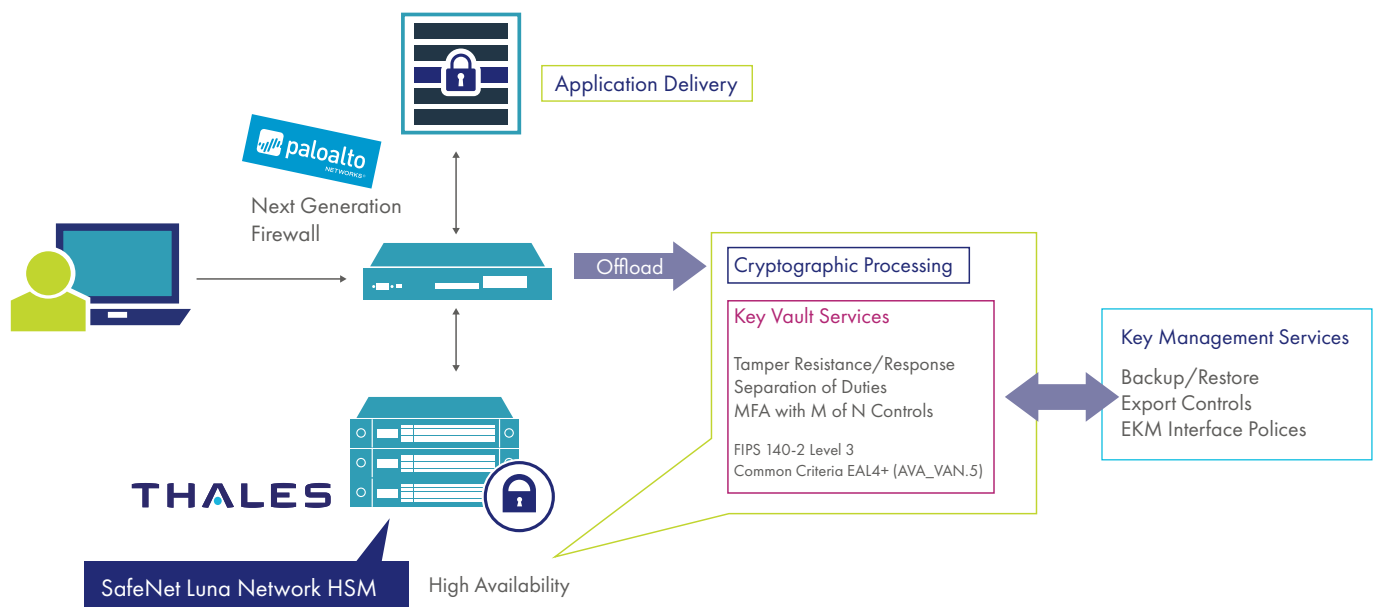 Application Delivery
paloalto
NETWORKS
Next Generation
Firewall
Offload
Cryptographic Processing
Key Vault Services
Tamper Resistance/Response
Separation of Duties
MFA with M of N Controls
FIPS 140-2 Level 3
Common Criteria EAL4+ (AVA_VAN.5)
Key Management Services
Backup/Restore
Export Controls
EKM Interface Polices
THALES
SafeNet Luna Network HSM
High Availability